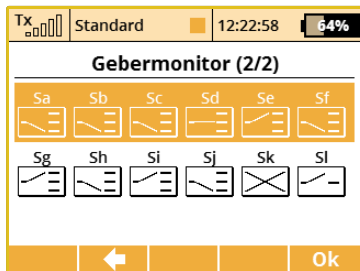 Tx Standard 12:22:58 64%
Gebermonitor (2/2)
Sa Sb Sc Sd Se Sf
Sg Sh Si Sj Sk Sl
Ok